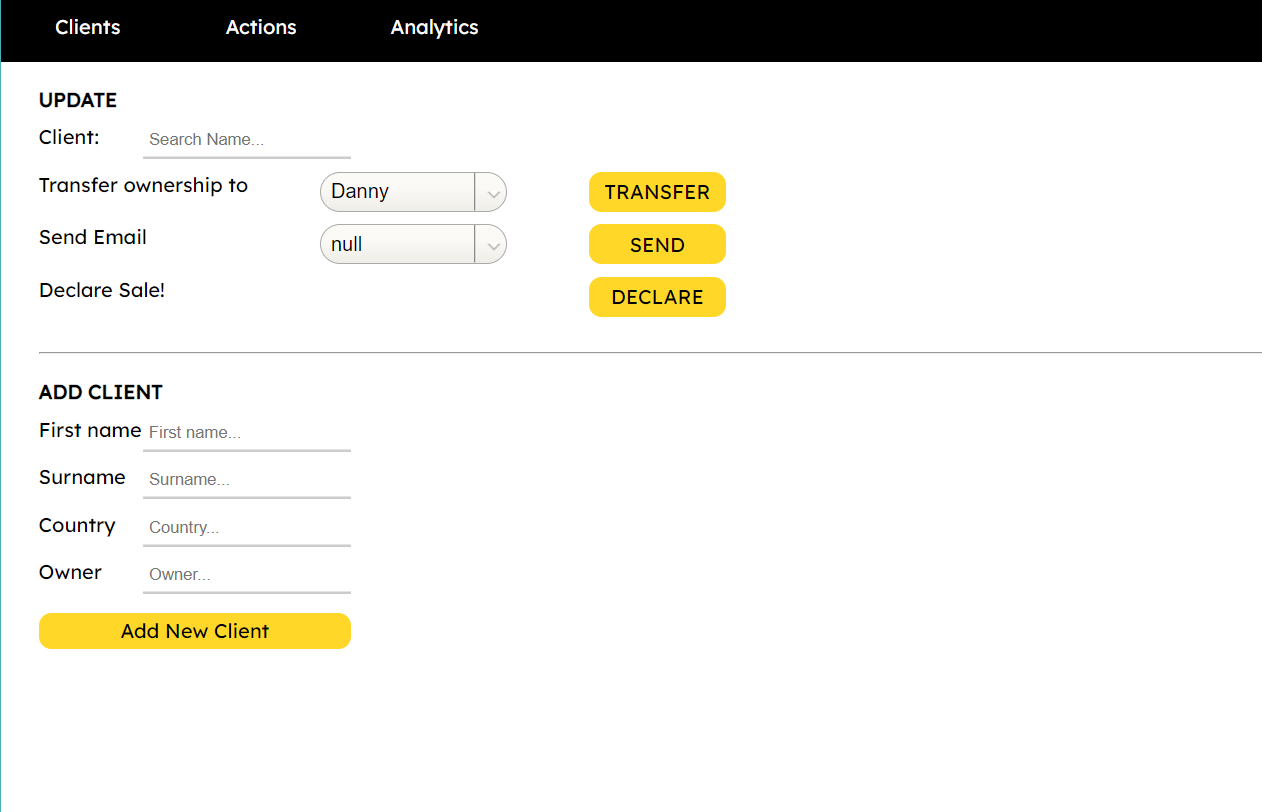 Clients Actions Analytics
UPDATE
Client: Search Name...
Transfer ownership to Danny TRANSFER
Send Email null SEND
Declare Sale! DECLARE
ADD CLIENT
First name First name...
Surname Surname...
Country Country...
Owner Owner...
Add New Client